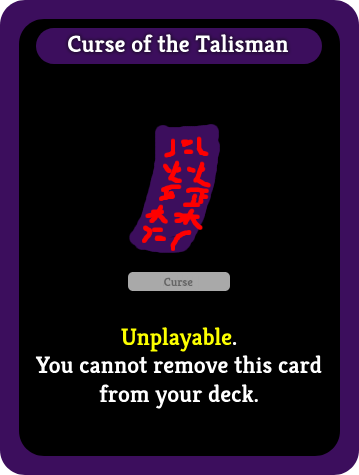 Curse of the Talisman
Curse
Unplayable.
You cannot remove this card
from your deck.